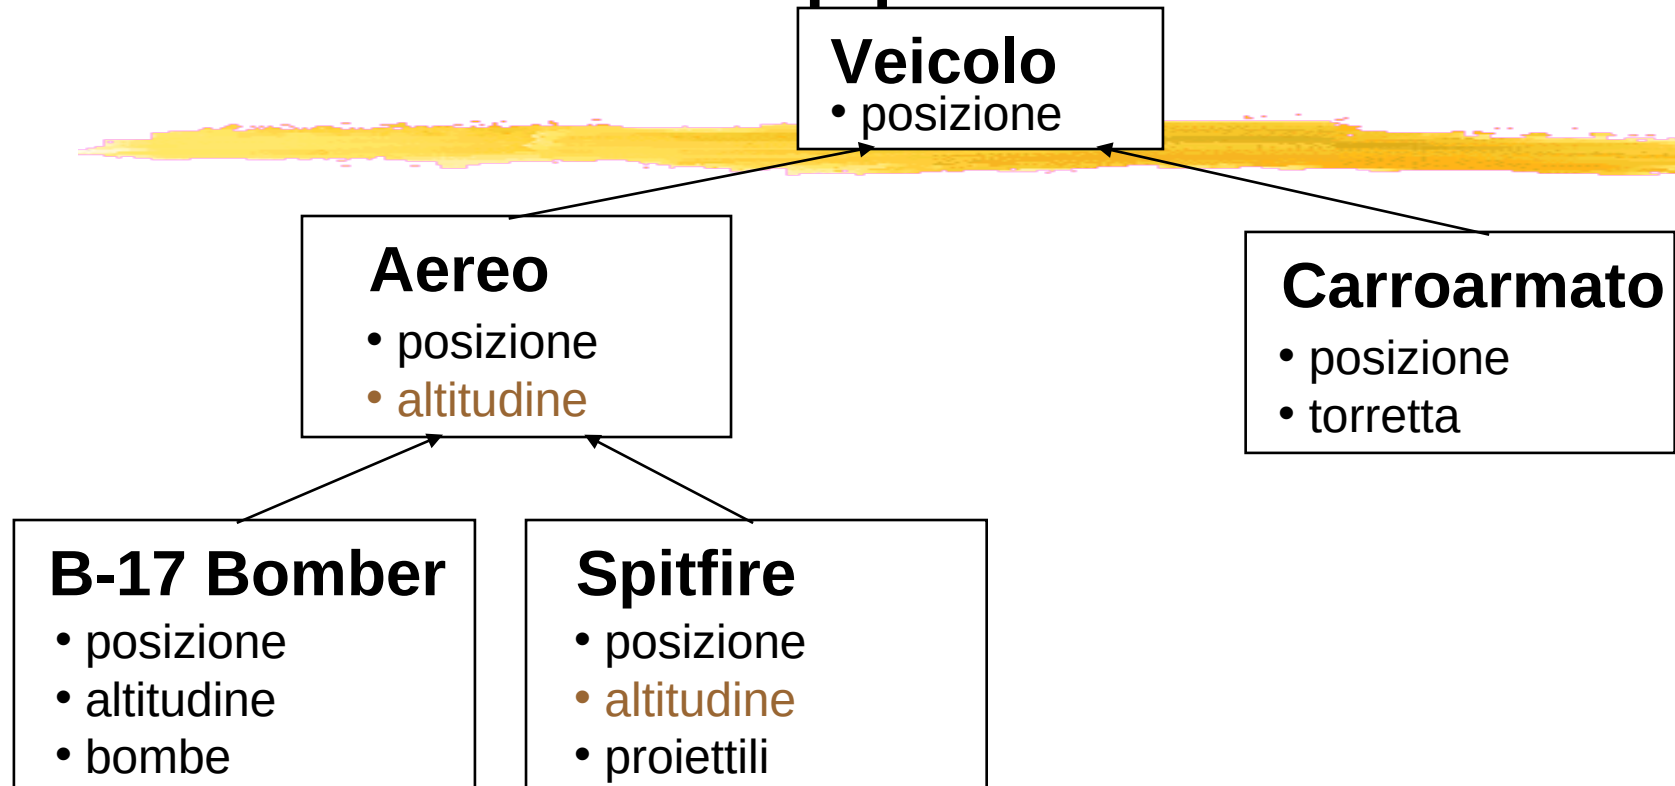 Veicolo
• posizione
Aereo
• posizione
• altitudine
Carroarmato
• posizione
• torretta
B-17 Bomber
• posizione
• altitudine
• bombe
Spitfire
• posizione
• altitudine
• proiettili